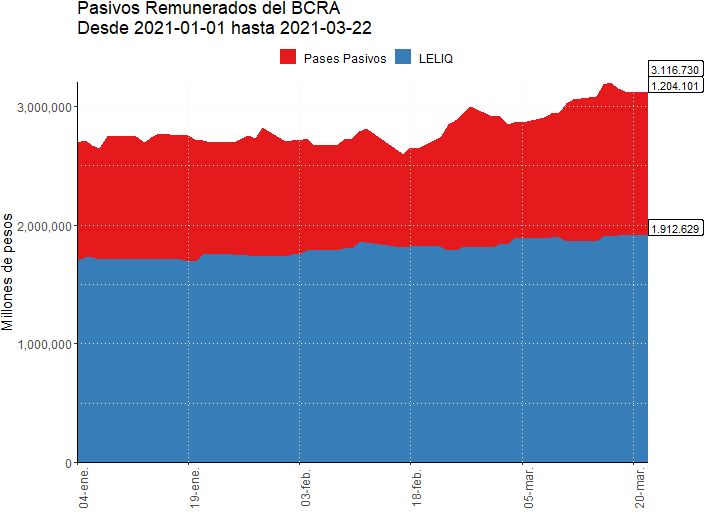 Pasivos Remunerados del BCRA
Desde 2021-01-01 hasta 2021-03-22
Pases Pasivos LELIQ
3.116.730
1.204.101
1.912.629
Millones de pesos
3,000,000
2,000,000
1,000,000
0
04-ene.
19-ene.
03-feb.
18-feb.
05-mar.
20-mar.